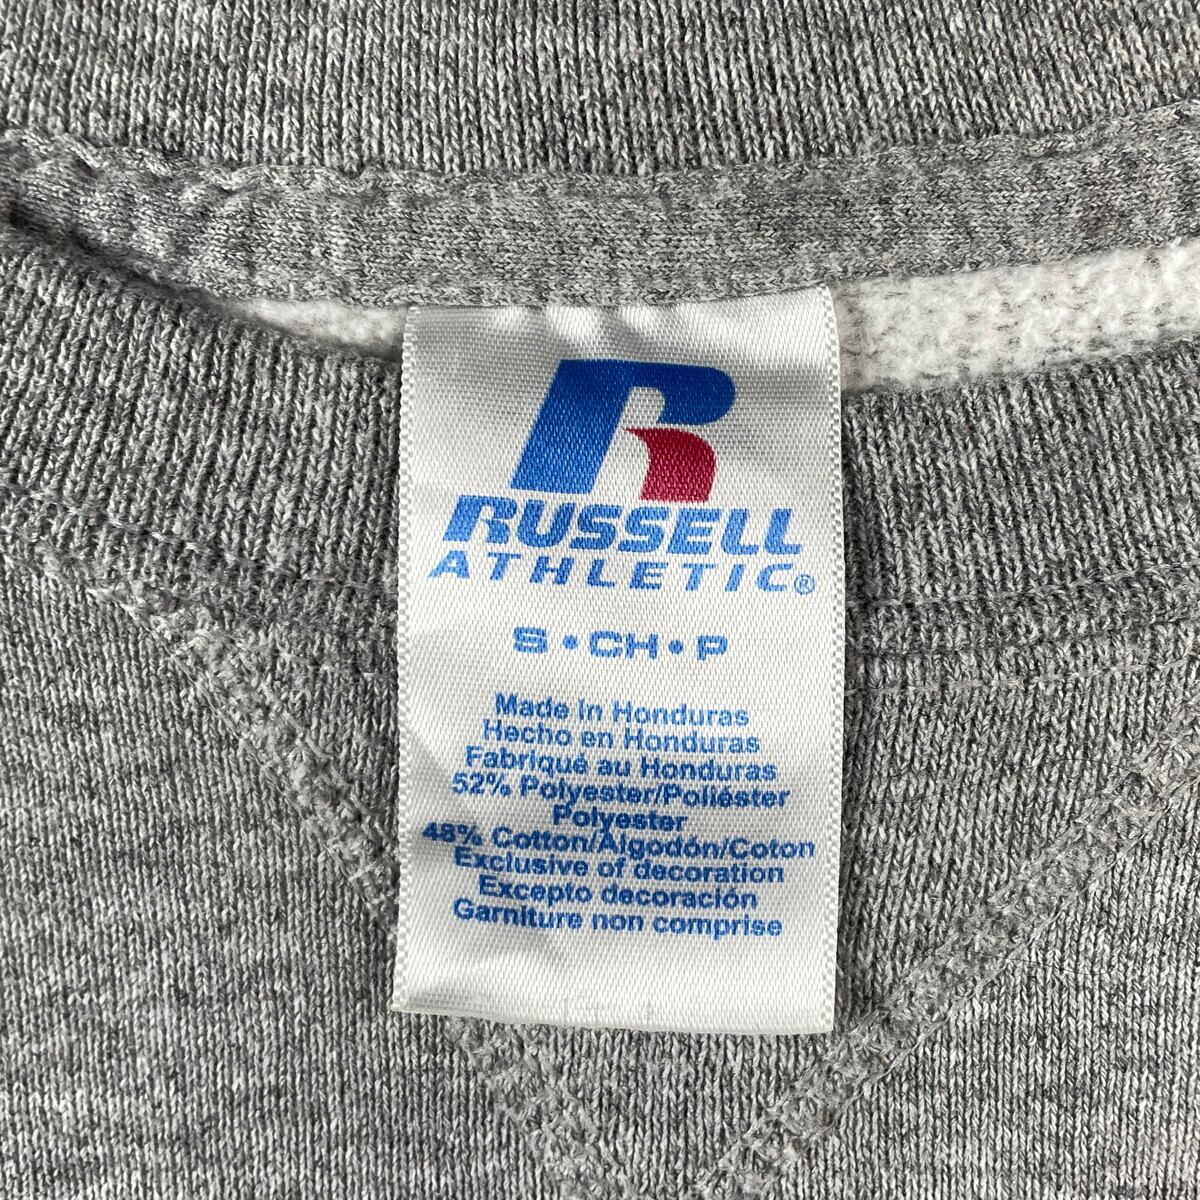 R
RUSSELL
ATHLETIC®
S • CH • P
Made in Honduras
Hecho en Honduras
Fabriqué au Honduras
52% Polyester/Poliéster
Polyester
48% Cotton/Algodón/Coton
Exclusive of decoration
Excepto decoración
Garniture non comprise